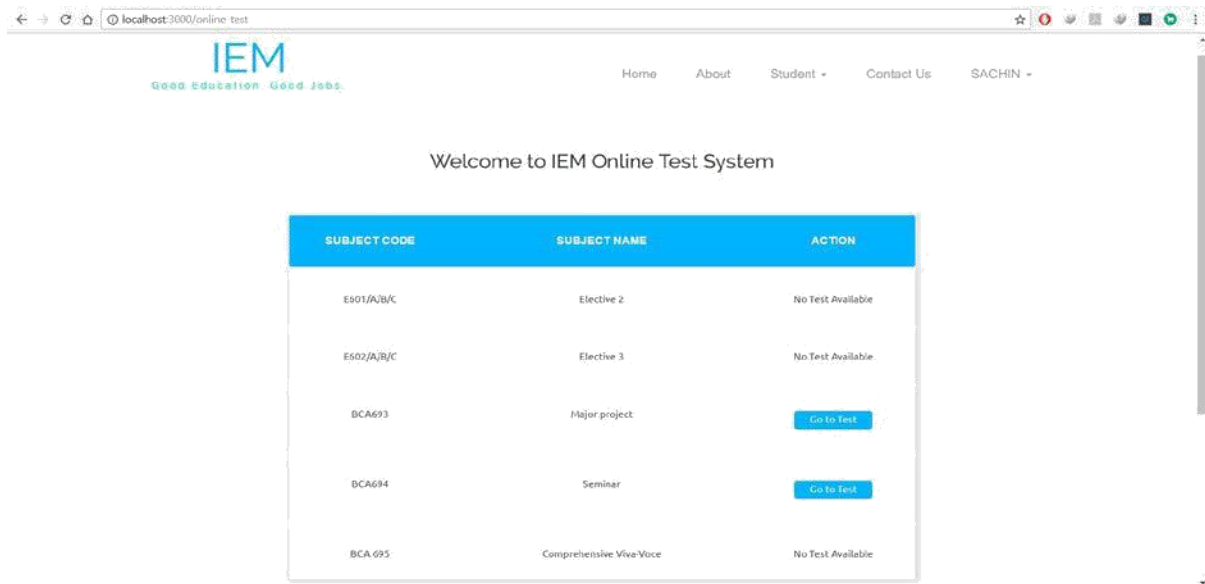 localhost:3000/online-test
IEM
Good Education. Good Jobs.
Home About Student Contact Us SACHIN
Welcome to IEM Online Test System
SUBJECT CODE SUBJECT NAME ACTION
E601/A/B/C Elective 2 No Test Available
E602/A/B/C Elective 3 No Test Available
BCA693 Major project Go to Test
BCA694 Seminar Go to Test
BCA 695 Comprehensive Viva-Voce No Test Available